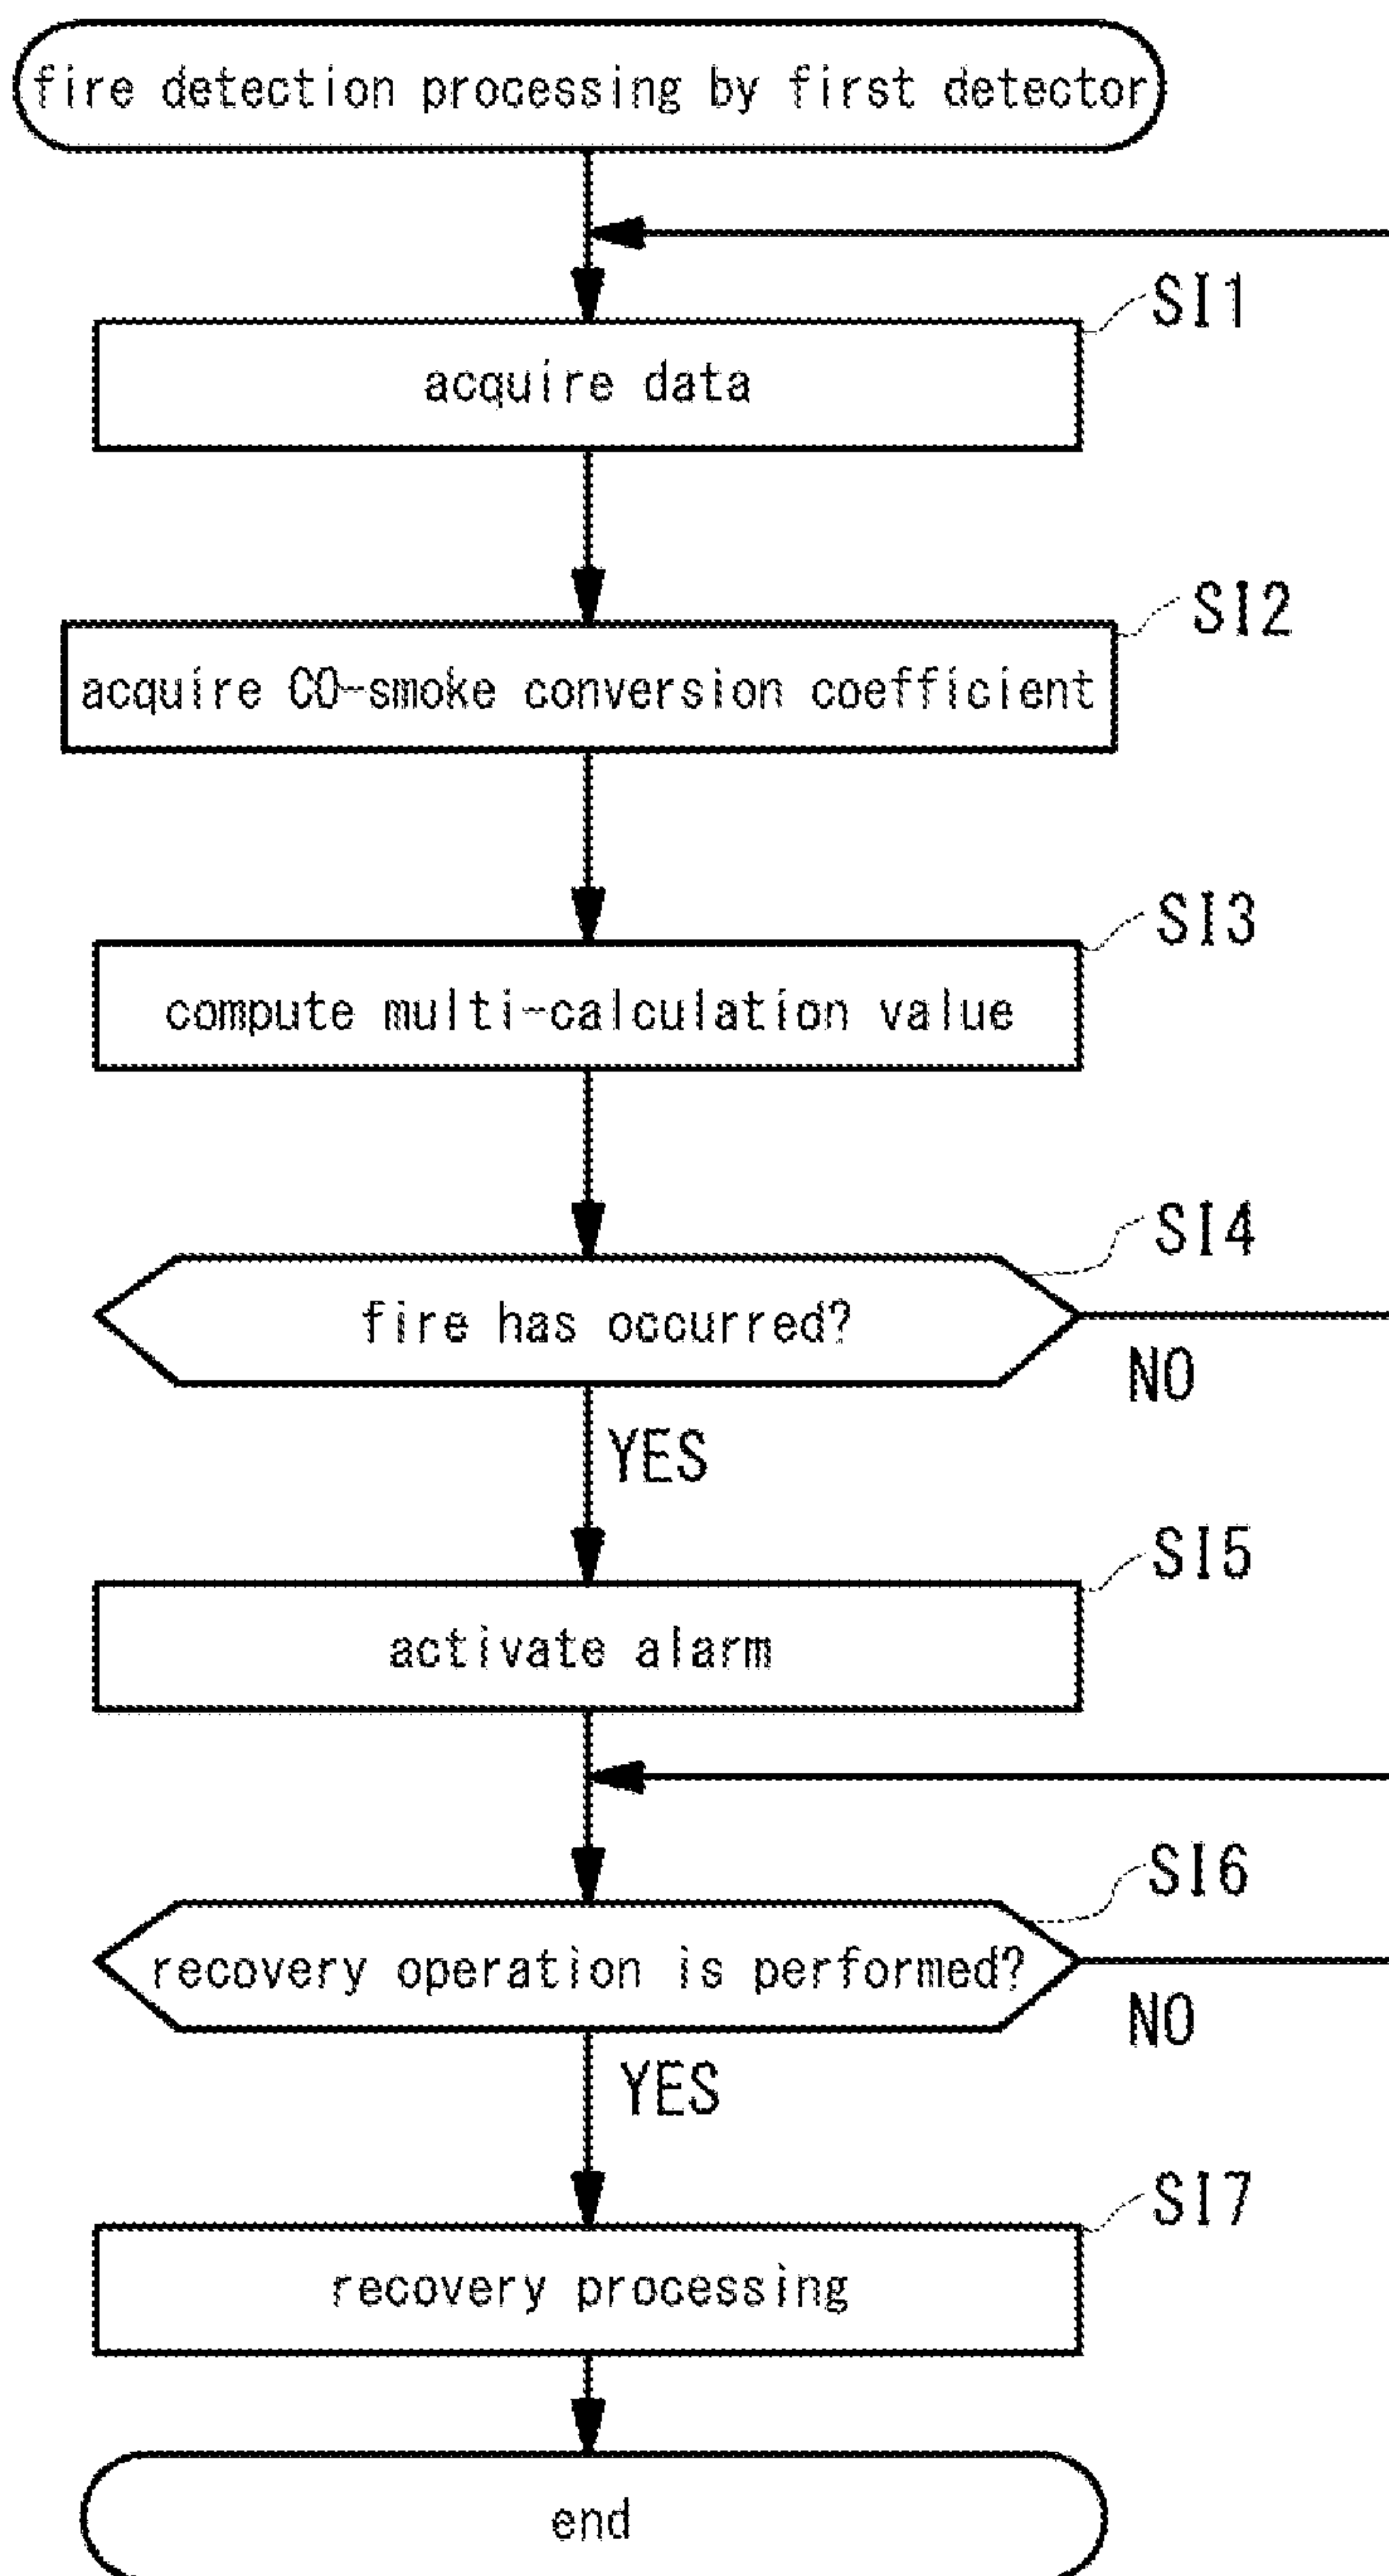 fire detection processing by first detector
SI1
acquire data
SI2
acquire CO-smoke conversion coefficient
SI3
compute multi-calculation value
SI4
fire has occurred?
NO
YES
SI5
activate alarm
SI6
recovery operation is performed?
NO
YES
SI7
recovery processing
end